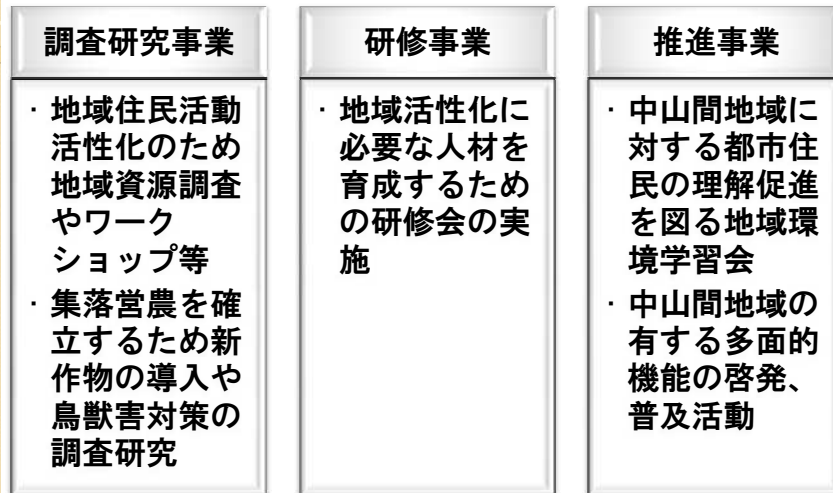 調査研究事業
・地域住民活動
活性化のため
地域資源調査
やワーク
ショップ等
・集落営農を確
立するため新
作物の導入や
鳥獣害対策の
調査研究
研修事業
・地域活性化に
必要な人材を
育成するため
の研修会の実
施
推進事業
・中山間地域に
対する都市住
民の理解促進
を図る地域環
境学習会
・中山間地域の
有する多面的
機能の啓発、
普及活動